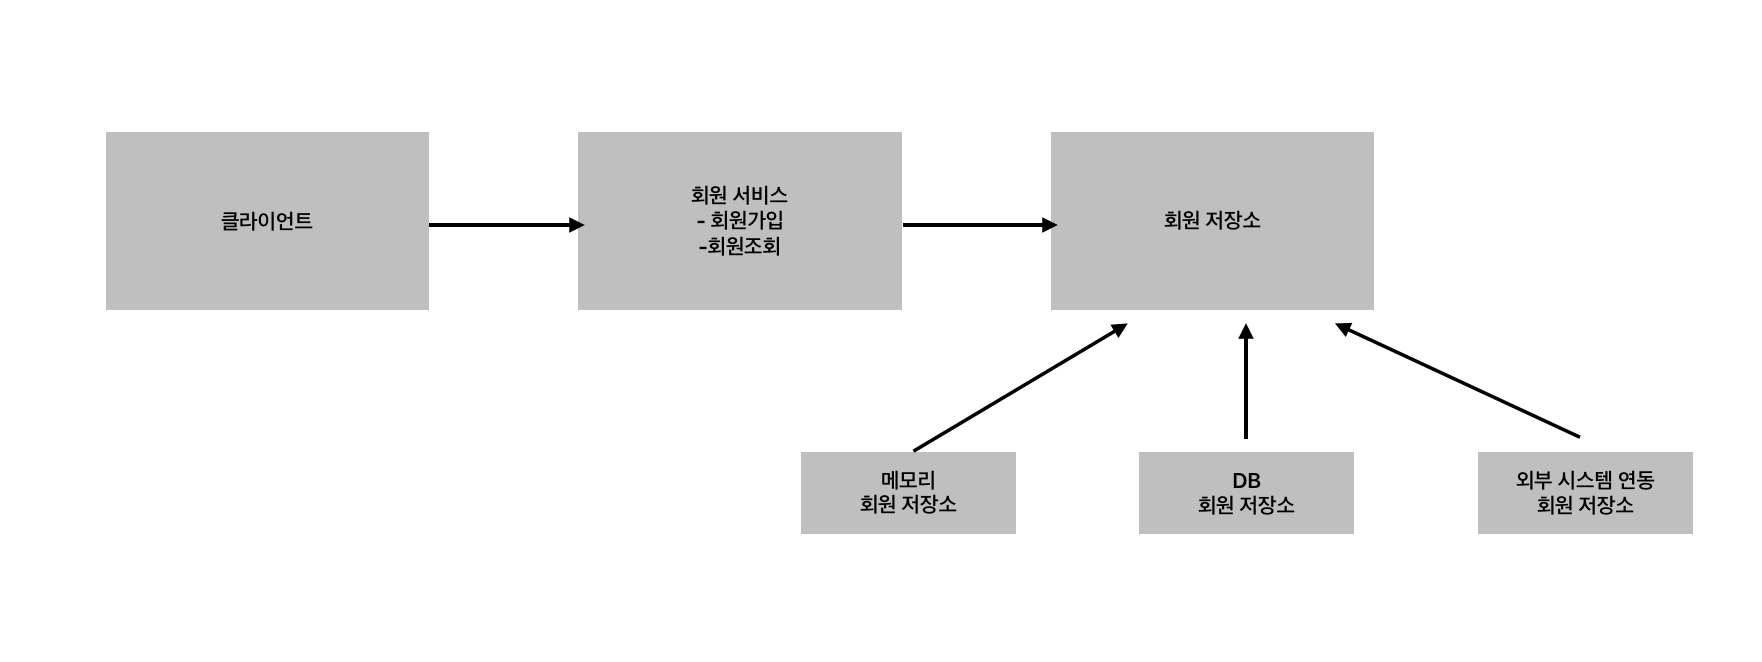 클라이언트
회원 서비스
- 회원가입
-회원조회
회원 저장소
메모리
회원 저장소
DB
회원 저장소
외부 시스템 연동
회원 저장소